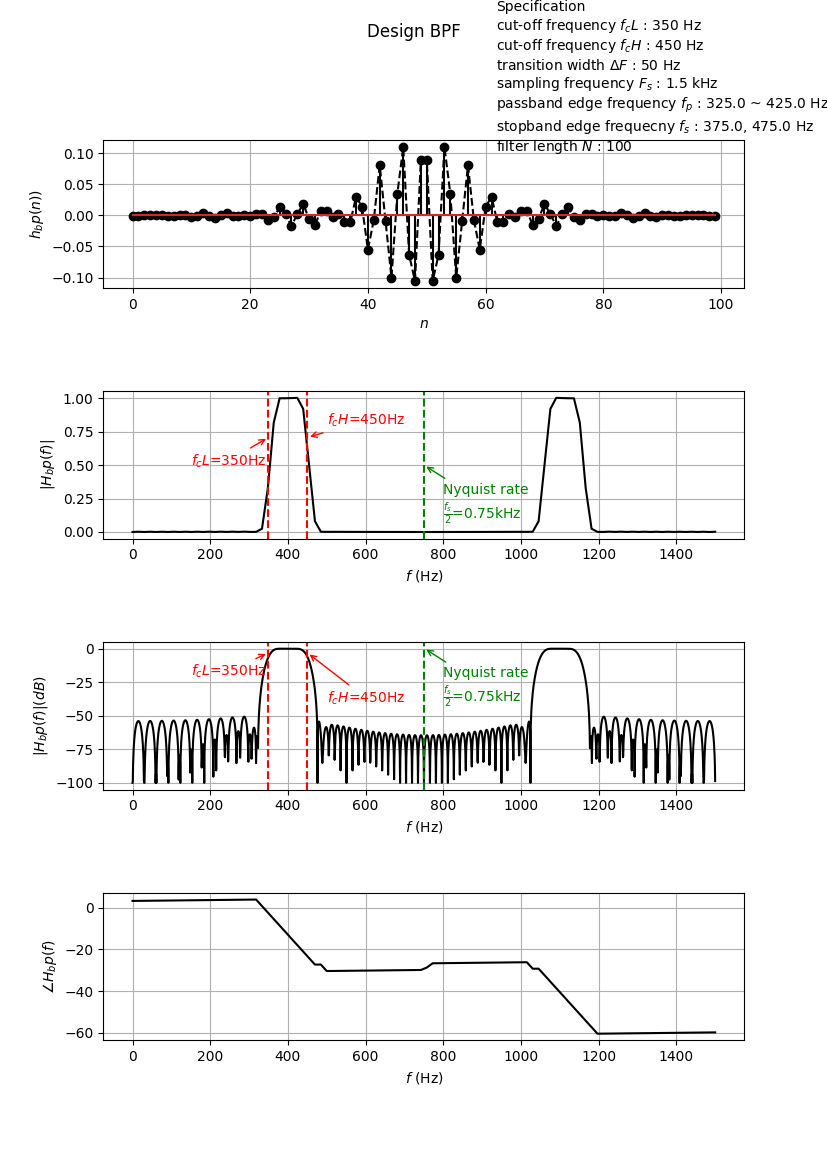 Design BPF
Specification
cut-off frequency f_cL : 350 Hz
cut-off frequency f_cH : 450 Hz
transition width ΔF : 50 Hz
sampling frequency F_s : 1.5 kHz
passband edge frequency f_p : 325.0 ~ 425.0 Hz
stopband edge frequecny f_s : 375.0, 475.0 Hz
filter length N : 100
0.10
0.05
0.00
−0.05
−0.10
h_bp(n))
0 20 40 60 80 100
n
1.00
0.75
0.50
0.25
0.00
|H_bp(f)|
f_cL=350Hz
f_cH=450Hz
Nyquist rate
f_s/2=0.75kHz
0 200 400 600 800 1000 1200 1400
f (Hz)
0
−25
−50
−75
−100
|H_bp(f)|(dB)
f_cL=350Hz
f_cH=450Hz
Nyquist rate
f_s/2=0.75kHz
0 200 400 600 800 1000 1200 1400
f (Hz)
0
−20
−40
−60
∠H_bp(f)
0 200 400 600 800 1000 1200 1400
f (Hz)